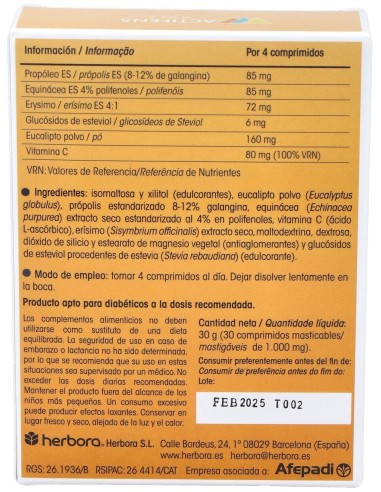 Información / Informação Por 4 comprimidos
Propóleo ES / própolis ES (8-12% de galangina) 85 mg
Equinácea ES 4% polifenoles / polifenóis 85 mg
Erysimo / erísimo ES 4:1 72 mg
Glucósidos de esteviol / glicosídeos de Steviol 6 mg
Eucalipto polvo / pó 160 mg
Vitamina C 80 mg (100% VRN)
VRN: Valores de Referencia/Referência de Nutrientes
Ingredientes: isomaltosa y xilitol (edulcorantes), eucalipto polvo (Eucalyptus
globulus), própolis estandarizado 8-12% galangina, equinácea (Echinacea
purpurea) extracto seco estandarizado al 4% en polifenoles, vitamina C (ácido
L-ascórbico), erísimo (Sisymbrium officinalis) extracto seco, maltodextrina, dextrosa,
dióxido de silicio y estearato de magnesio vegetal (antiaglomerantes) y glucósidos
de esteviol procedentes de estevia (Stevia rebaudiana) (edulcorante).
Modo de empleo: tomar 4 comprimidos al día. Dejar disolver lentamente en
la boca.
Producto apto para diabéticos a la dosis recomendada.
Los complementos alimenticios no deben
utilizarse como sustituto de una dieta
equilibrada. La seguridad de uso en caso de
embarazo o lactancia no ha sido determinada,
por lo que se recomienda que su uso en estas
situaciones sea supervisado por un médico. No
exceder las dosis diarias recomendadas.
Mantener el producto fuera del alcance de los
niños más pequeños. Un consumo excesivo
puede producir efectos laxantes. Conservar en
lugar fresco y seco, alejado de la luz y el calor.
Cantidad neta / Quantidade líquida:
30 g (30 comprimidos masticables/
mastigáveis de 1.000 mg).
Consumir preferentemente antes del fin de:
Consumir de preferência antes do fim de:
Lote:
FEB2025 T002
herbora Herbora S.L. Calle Bordeus, 24, 1º 08029 Barcelona (España)
www.herbora.es herbora@herbora.es
RGS: 26.1936/B RSIPAC: 26 4414/CAT Empresa asociada a: Afepadi